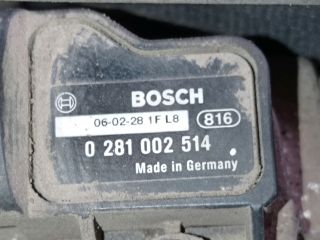 BOSCH
06-02-28 1F L8 816
0 281 002 514
Made in Germany